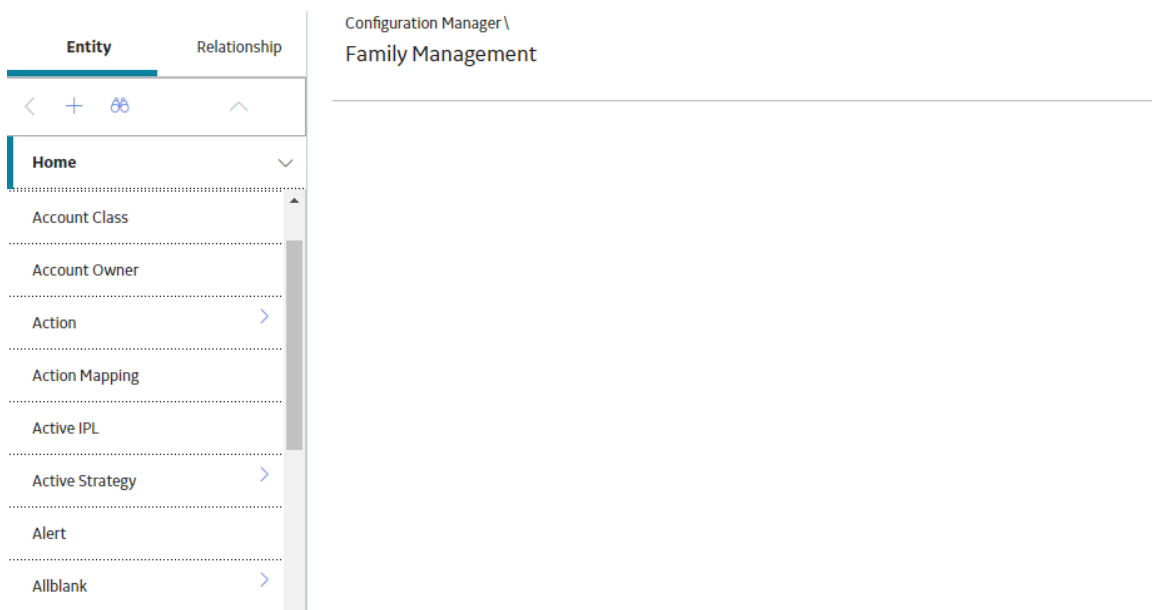 Entity
Relationship
Home
Account Class
Account Owner
Action
Action Mapping
Active IPL
Active Strategy
Alert
Allblank
Configuration Manager\
Family Management